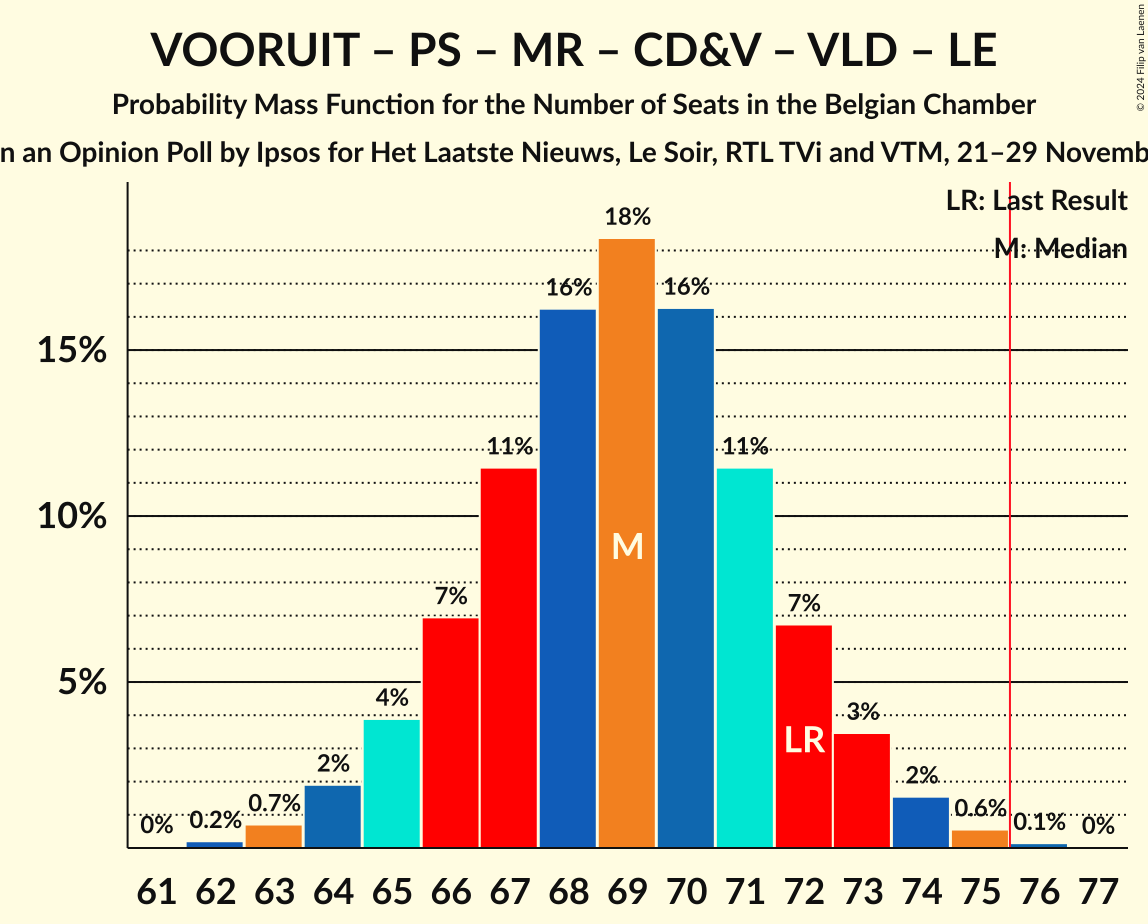 VOORUIT – PS – MR – CD&V – VLD – LE
Probability Mass Function for the Number of Seats in the Belgian Chamber
n an Opinion Poll by Ipsos for Het Laatste Nieuws, Le Soir, RTL TVi and VTM, 21–29 Novemb
© 2024 Filip van Laenen
LR: Last Result
M: Median
15%
10%
5%
0% 0.2% 0.7% 2% 4% 7% 11% 16% 18% 16% 11% 7% 3% 2% 0.6% 0.1% 0%
M
LR
61 62 63 64 65 66 67 68 69 70 71 72 73 74 75 76 77